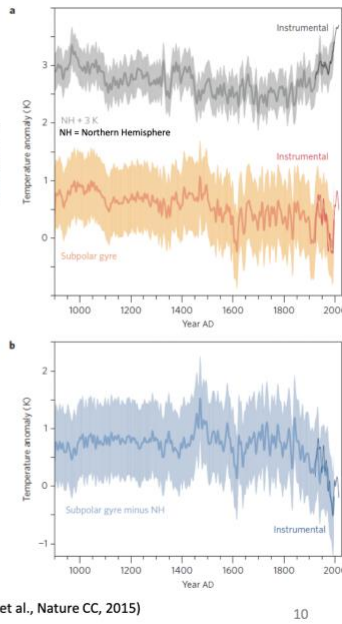 a
Instrumental
3
2
1
0
Temperature anomaly (K)
NH + 3 K
NH = Northern Hemisphere
Instrumental
Subpolar gyre
1000 1200 1400 1600 1800 2000
Year AD
b
2
1
0
−1
Temperature anomaly (K)
Subpolar gyre minus NH
Instrumental
1000 1200 1400 1600 1800 2000
Year AD
et al., Nature CC, 2015)
10